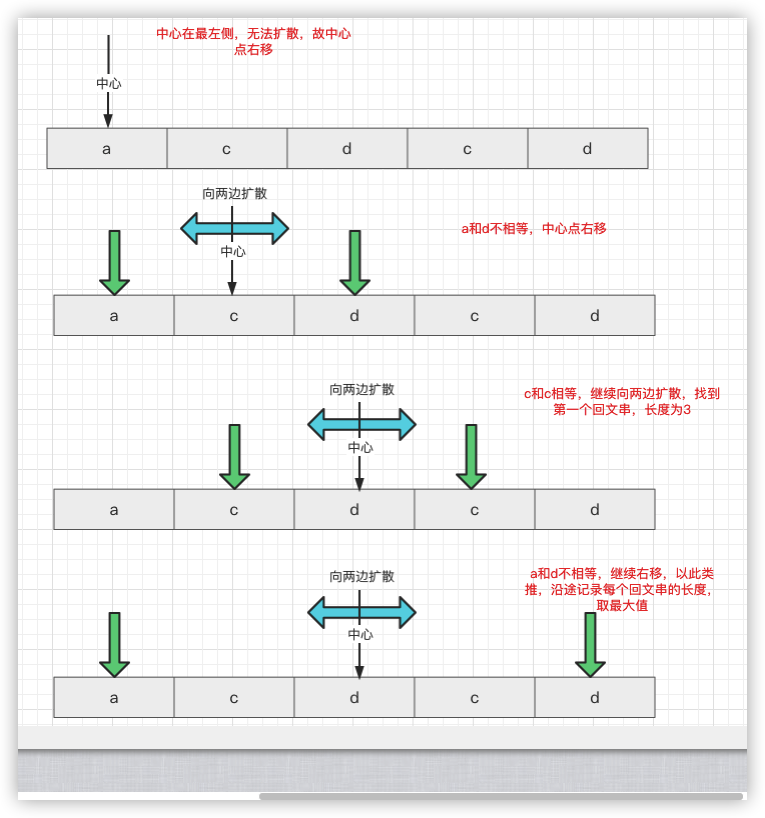 中心在最左侧，无法扩散，故中心
点右移
中心
a c d c d
向两边扩散
a和d不相等，中心点右移
中心
a c d c d
向两边扩散
c和c相等，继续向两边扩散，找到
第一个回文串，长度为3
中心
a c d c d
向两边扩散
a和d不相等，继续右移，以此类
推，沿途记录每个回文串的长度，
取最大值
中心
a c d c d